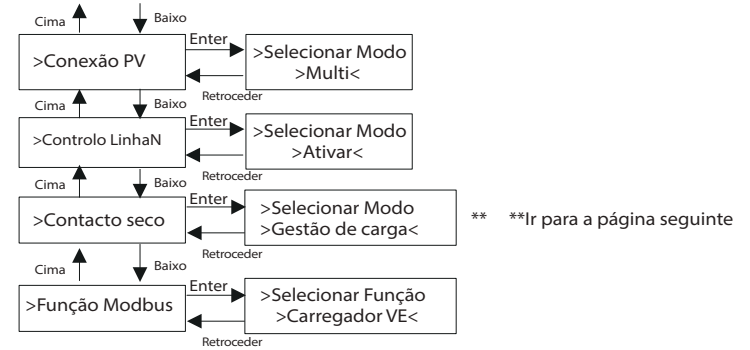 Cima
Baixo
Enter
>Conexão PV
>Selecionar Modo
>Multi<
Retroceder
Cima
Baixo
Enter
>Controlo LinhaN
>Selecionar Modo
>Ativar<
Retroceder
Cima
Baixo
Enter
>Contacto seco
>Selecionar Modo
>Gestão de carga<
** **Ir para a página seguinte
Retroceder
Cima
Baixo
Enter
>Função Modbus
>Selecionar Função
>Carregador VE<
Retroceder